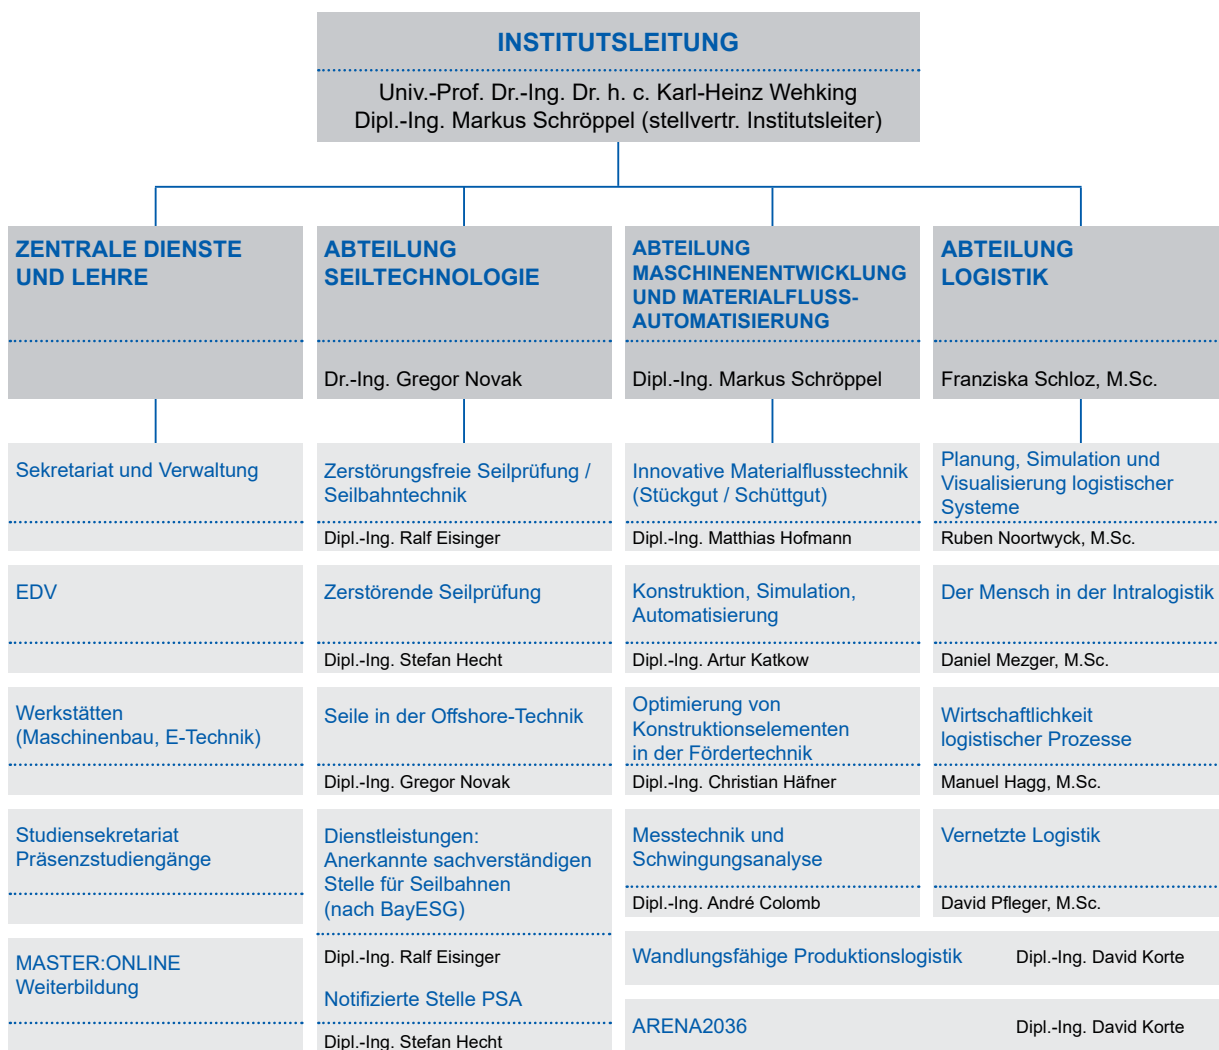 INSTITUTSLEITUNG
Univ.-Prof. Dr.-Ing. Dr. h. c. Karl-Heinz Wehking
Dipl.-Ing. Markus Schröppel (stellvertr. Institutsleiter)
ZENTRALE DIENSTE
UND LEHRE
ABTEILUNG
SEILTECHNOLOGIE
Dr.-Ing. Gregor Novak
ABTEILUNG
MASCHINENENTWICKLUNG
UND MATERIALFLUSS-
AUTOMATISIERUNG
Dipl.-Ing. Markus Schröppel
ABTEILUNG
LOGISTIK
Franziska Schloz, M.Sc.
Sekretariat und Verwaltung
EDV
Werkstätten
(Maschinenbau, E-Technik)
Studiensekretariat
Präsenzstudiengänge
MASTER:ONLINE
Weiterbildung
Zerstörungsfreie Seilprüfung /
Seilbahntechnik
Dipl.-Ing. Ralf Eisinger
Zerstörende Seilprüfung
Dipl.-Ing. Stefan Hecht
Seile in der Offshore-Technik
Dipl.-Ing. Gregor Novak
Dienstleistungen:
Anerkannte sachverständigen
Stelle für Seilbahnen
(nach BayESG)
Dipl.-Ing. Ralf Eisinger
Notifizierte Stelle PSA
Dipl.-Ing. Stefan Hecht
Innovative Materialflusstechnik
(Stückgut / Schüttgut)
Dipl.-Ing. Matthias Hofmann
Konstruktion, Simulation,
Automatisierung
Dipl.-Ing. Artur Katkow
Optimierung von
Konstruktionselementen
in der Fördertechnik
Dipl.-Ing. Christian Häfner
Messtechnik und
Schwingungsanalyse
Dipl.-Ing. André Colomb
Planung, Simulation und
Visualisierung logistischer
Systeme
Ruben Noortwyck, M.Sc.
Der Mensch in der Intralogistik
Daniel Mezger, M.Sc.
Wirtschaftlichkeit
logistischer Prozesse
Manuel Hagg, M.Sc.
Vernetzte Logistik
David Pfleger, M.Sc.
Wandlungsfähige Produktionslogistik Dipl.-Ing. David Korte
ARENA2036 Dipl.-Ing. David Korte